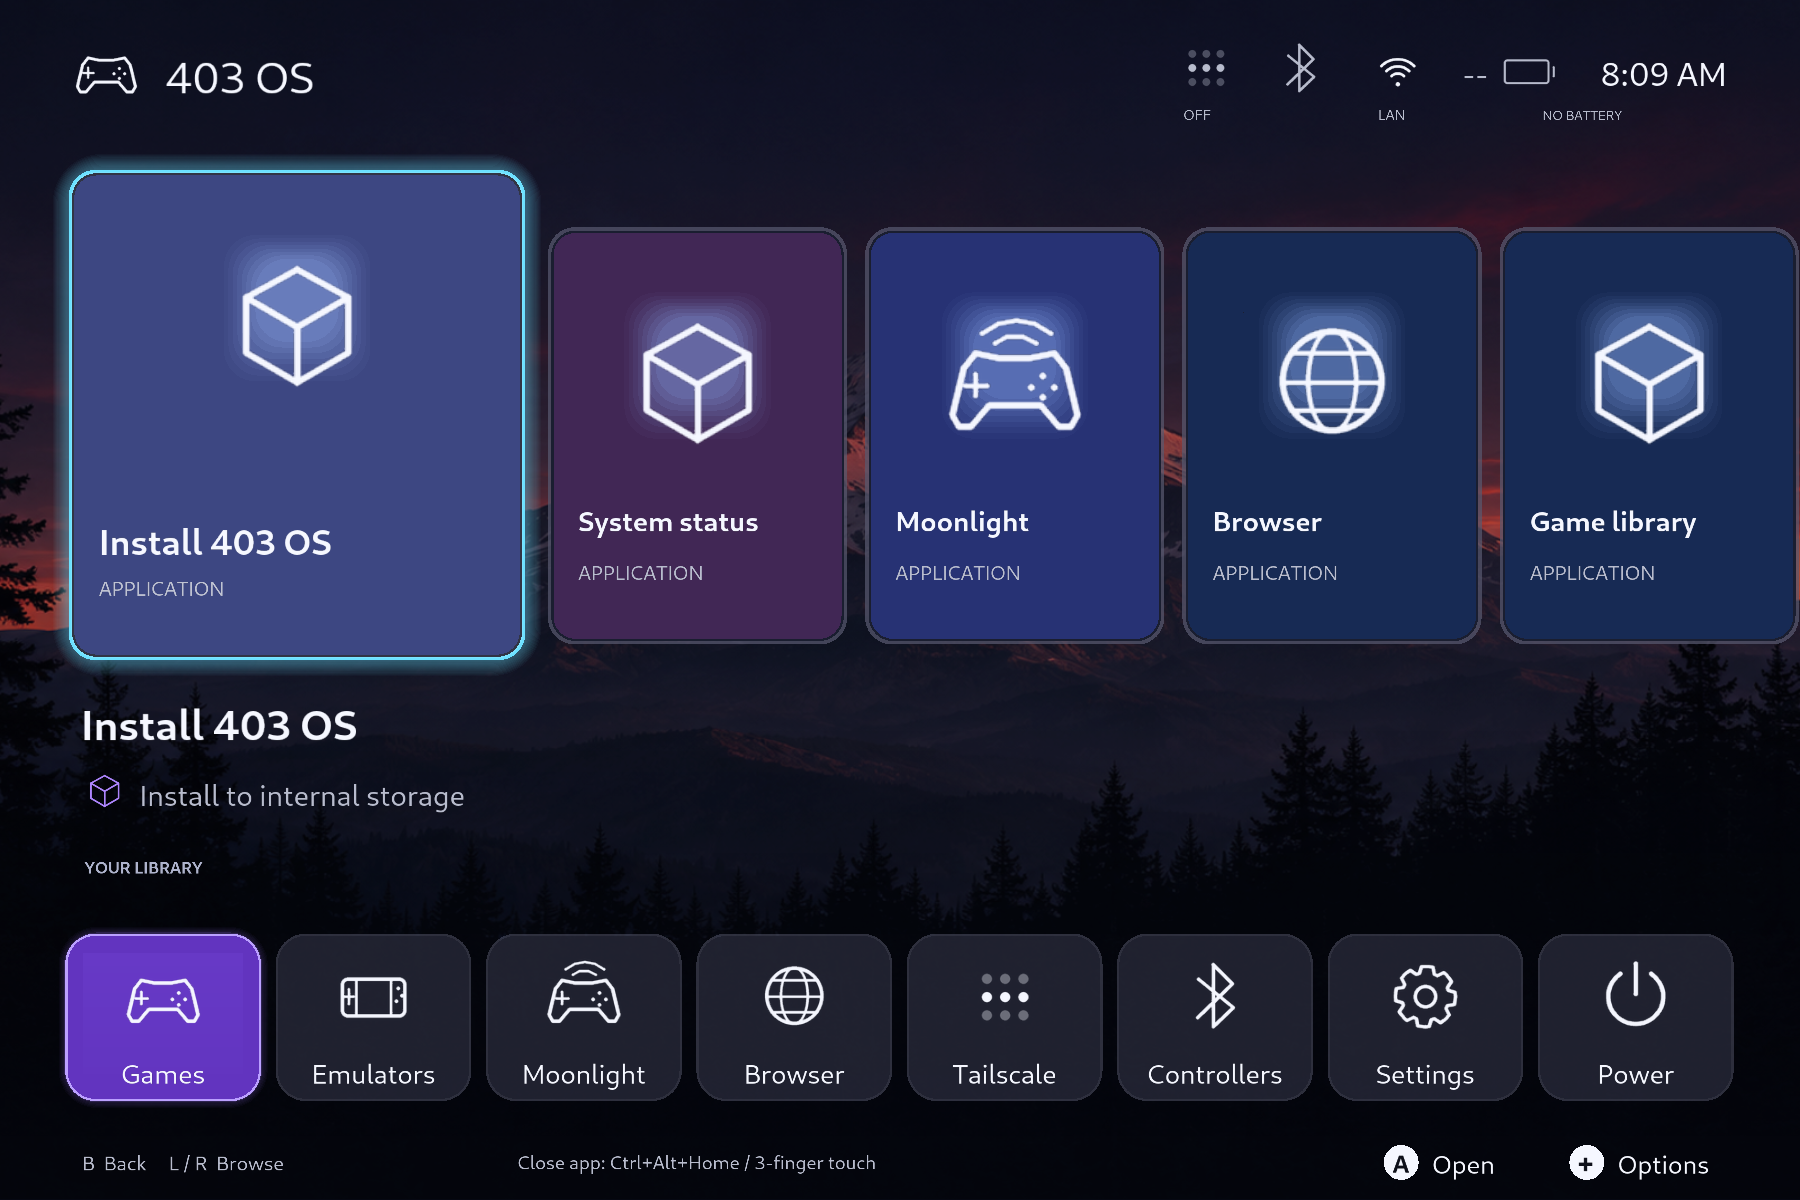 403 OS
OFF
LAN
--
8:09 AM
NO BATTERY
Install 403 OS
APPLICATION
System status
APPLICATION
Moonlight
APPLICATION
Browser
APPLICATION
Game library
APPLICATION
Install 403 OS
Install to internal storage
YOUR LIBRARY
Games
Emulators
Moonlight
Browser
Tailscale
Controllers
Settings
Power
B Back L / R Browse
Close app: Ctrl+Alt+Home / 3-finger touch
A Open
+ Options